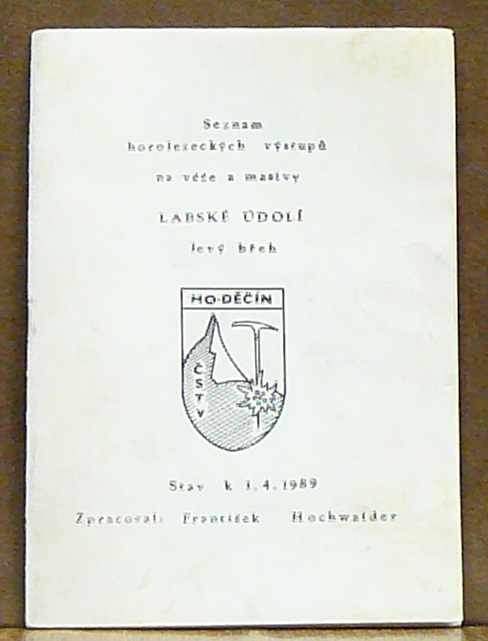 Seznam
horolezeckých výstupů
na věže a masivy
LABSKÉ ÚDOLÍ
levý břeh
HO-DĚČÍN
ČSTV
Stav k 1.4.1989
Zpracoval: František Hochwalder